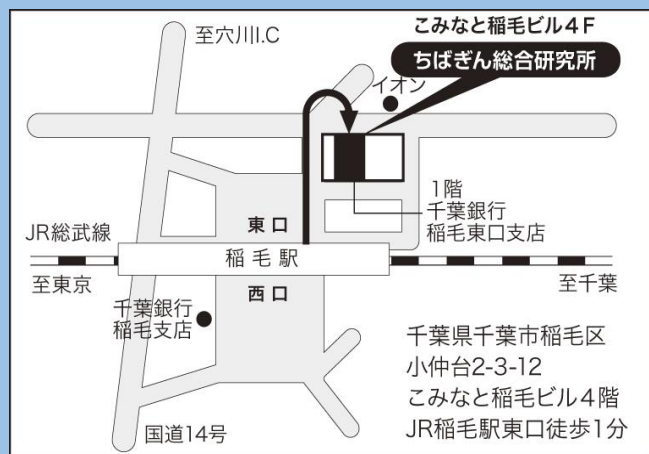 こみなと稲毛ビル４F
ちばぎん総合研究所
至穴川I.C
イオン
1階
千葉銀行
稲毛東口支店
東口
JR総武線
稲毛駅
至東京
至千葉
西口
千葉銀行
稲毛支店
国道14号
千葉県千葉市稲毛区
小仲台2-3-12
こみなと稲毛ビル４階
JR稲毛駅東口徒歩1分